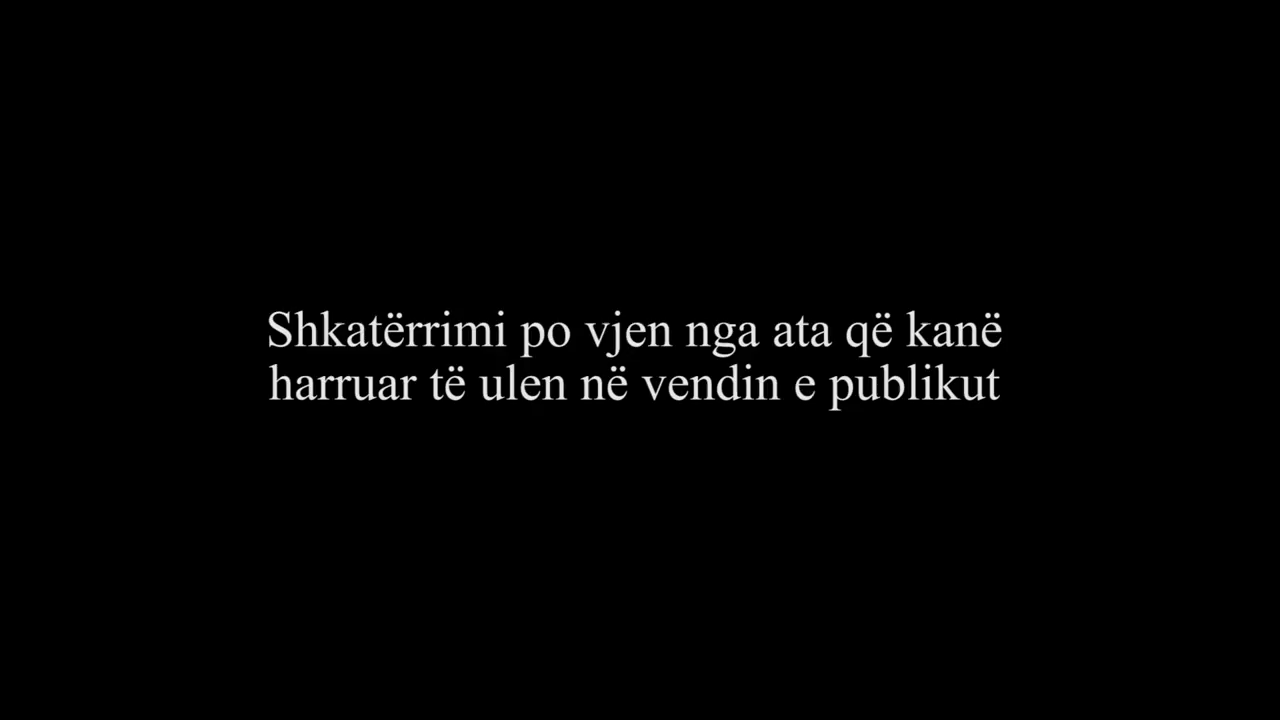 Shkatërrimi po vjen nga ata që kanë
harruar të ulen në vendin e publikut